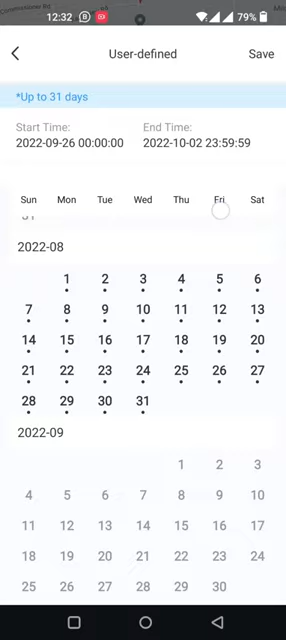 Commissioner Rd
12:32 79%
User-defined Save
*Up to 31 days
Start Time: End Time:
2022-09-26 00:00:00 2022-10-02 23:59:59
Sun Mon Tue Wed Thu Fri Sat
31
2022-08
1 2 3 4 5 6
7 8 9 10 11 12 13
14 15 16 17 18 19 20
21 22 23 24 25 26 27
28 29 30 31
2022-09
1 2 3
4 5 6 7 8 9 10
11 12 13 14 15 16 17
18 19 20 21 22 23 24
25 26 27 28 29 30